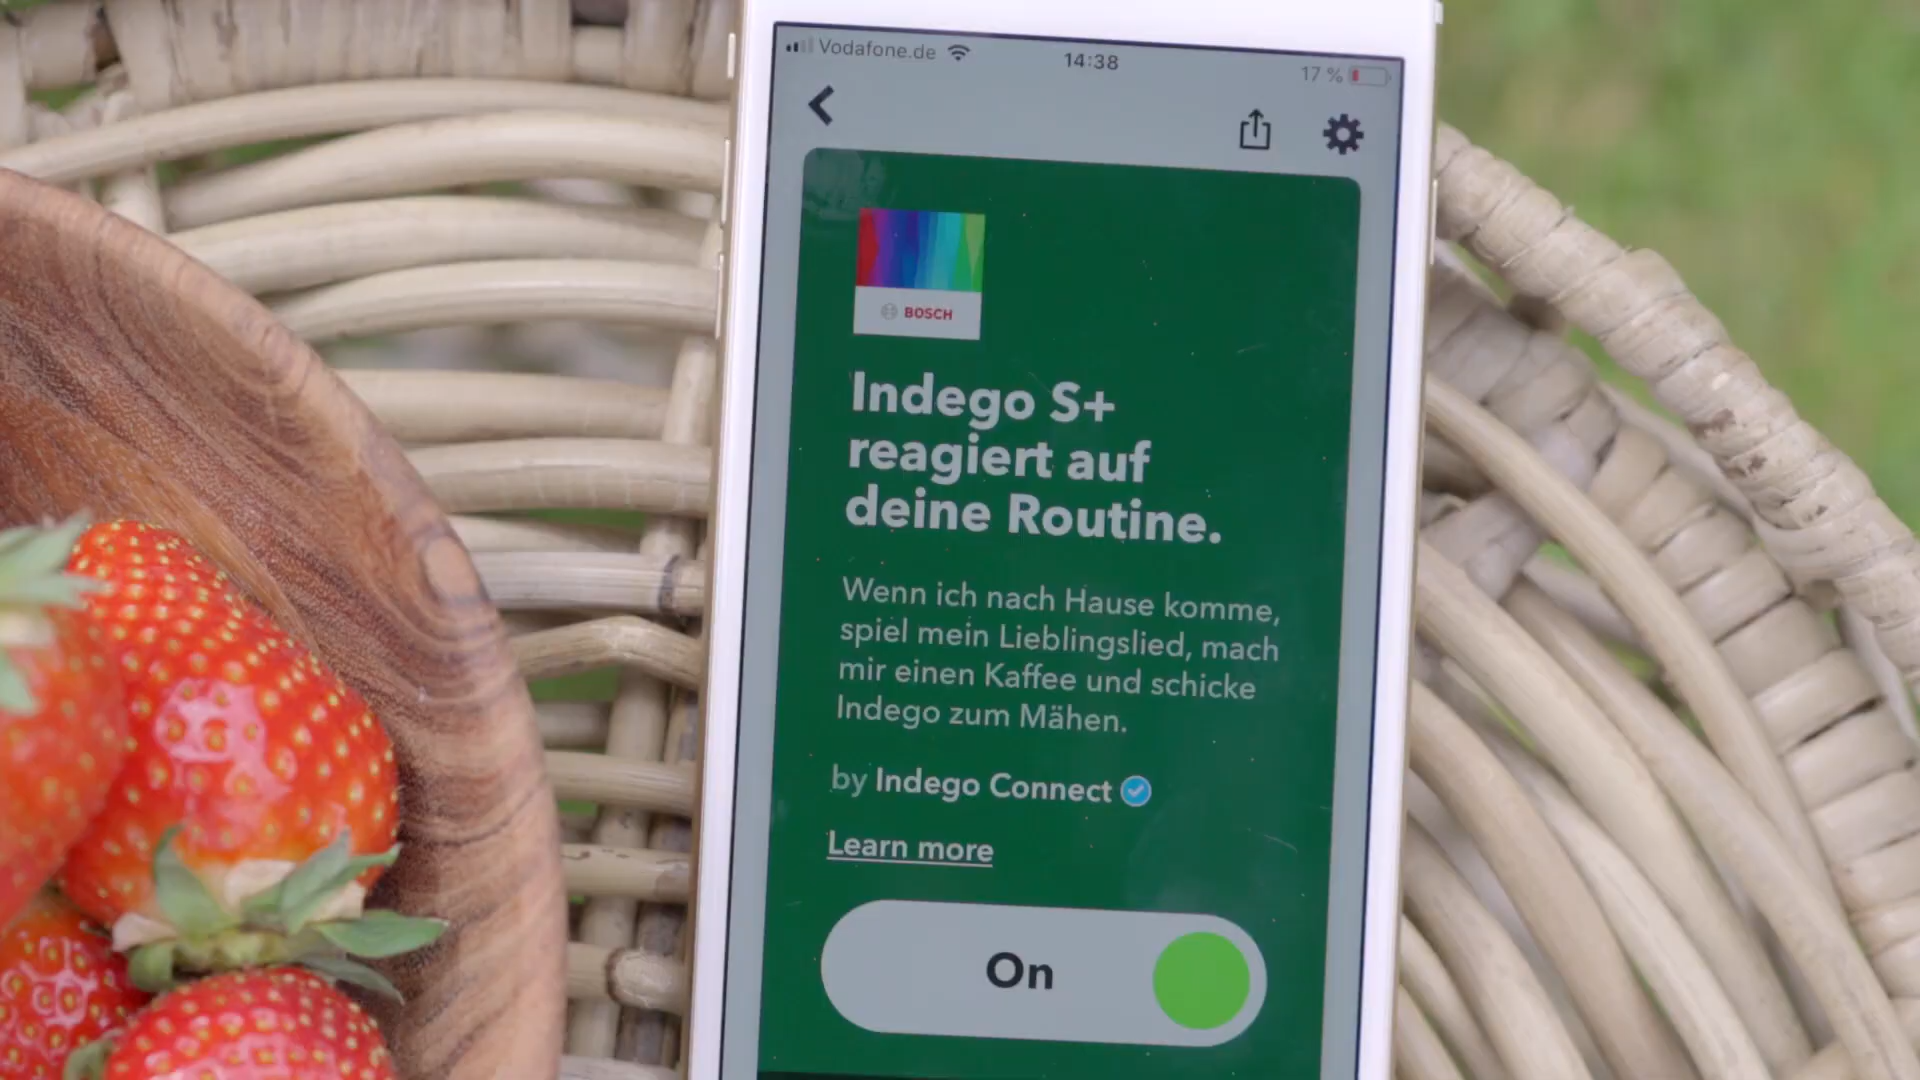 Vodafone.de
14:38
17 %
BOSCH
Indego S+
reagiert auf
deine Routine.
Wenn ich nach Hause komme,
spiel mein Lieblingslied, mach
mir einen Kaffee und schicke
Indego zum Mähen.
by Indego Connect
Learn more
On